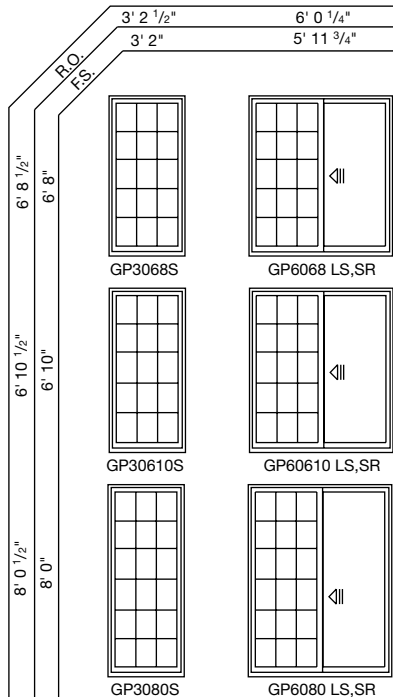 3' 2 1/2" 6' 0 1/4"
R.O.
3' 2" 5' 11 3/4"
F.S.
6' 8 1/2" 6' 8"
GP3068S GP6068 LS,SR
6' 10 1/2" 6' 10"
GP30610S GP60610 LS,SR
8' 0 1/2" 8' 0"
GP3080S GP6080 LS,SR